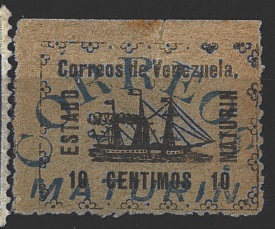 Correos de Venezuela,
CORREOS
ESTADO
MATURIN
10 CENTIMOS 10
MATURIN